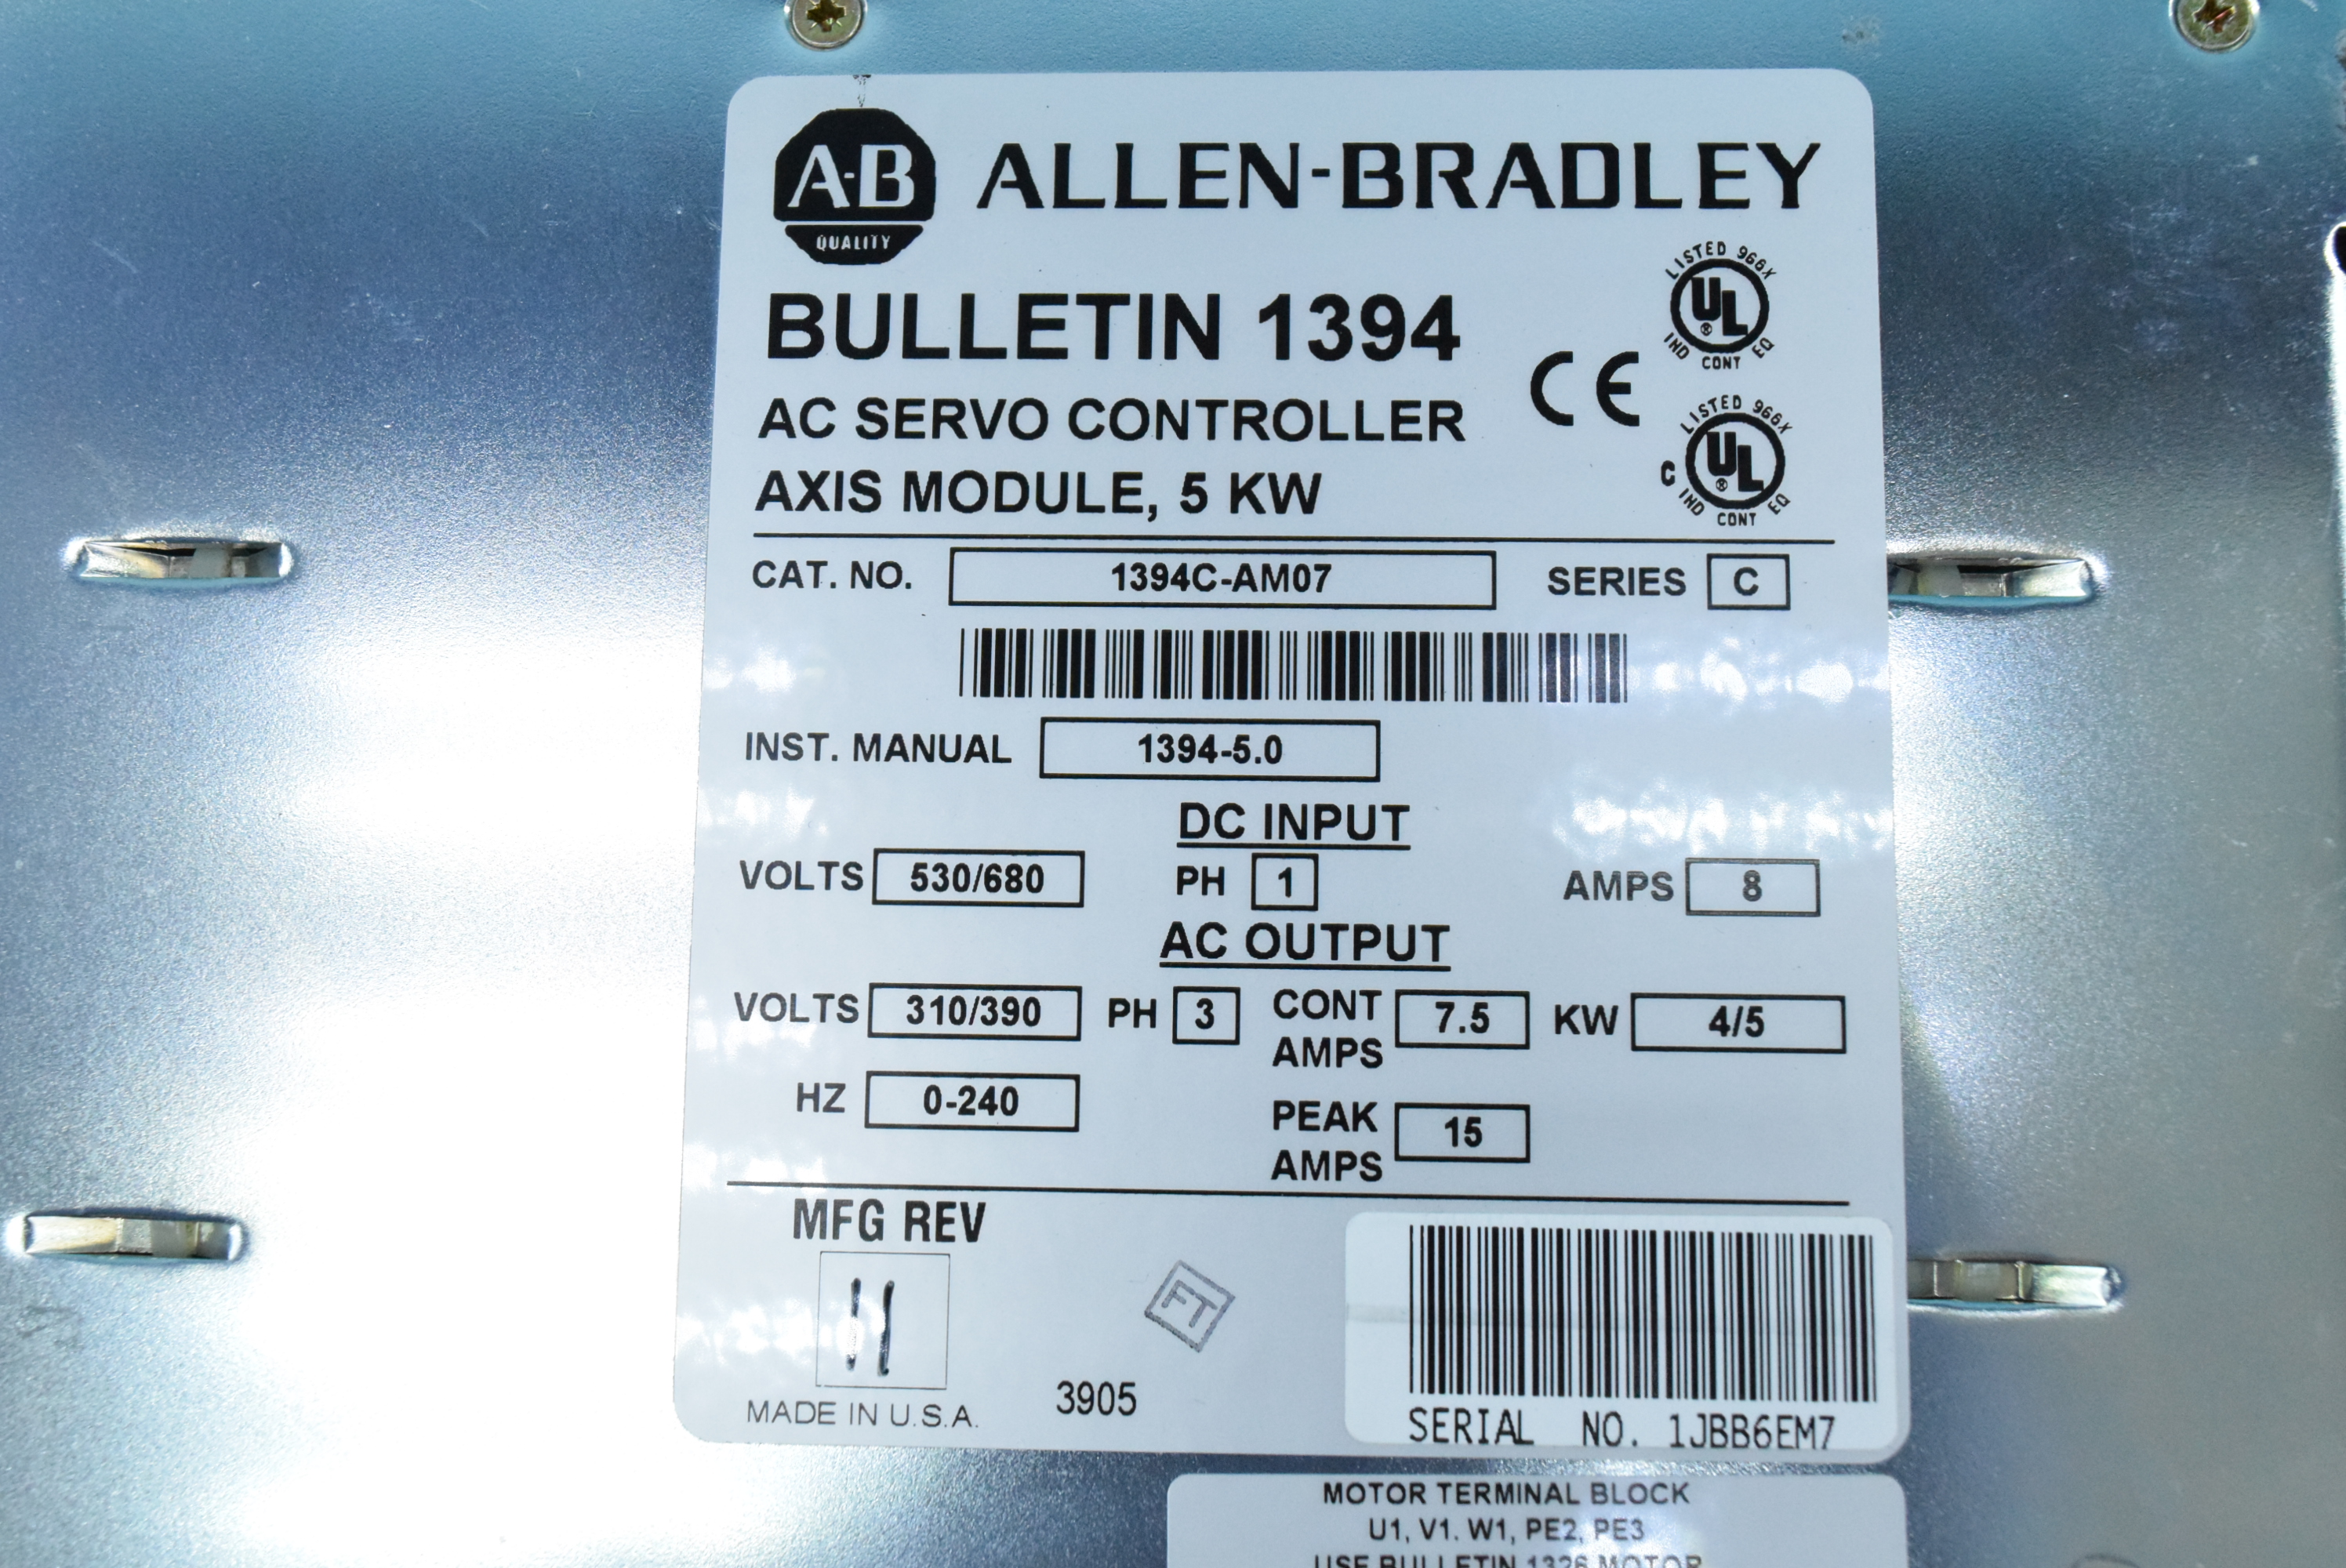 A-B
QUALITY
ALLEN-BRADLEY
BULLETIN 1394
AC SERVO CONTROLLER
AXIS MODULE, 5 KW
CE
LISTED 966X
UL ®
IND CONT EQ
LISTED 966X
C UL ®
IND CONT EQ
CAT. NO. 1394C-AM07 SERIES C
INST. MANUAL 1394-5.0
DC INPUT
VOLTS 530/680 PH 1 AMPS 8
AC OUTPUT
VOLTS 310/390 PH 3 CONT AMPS 7.5 KW 4/5
HZ 0-240 PEAK AMPS 15
MFG REV
11
FT
MADE IN U.S.A. 3905
SERIAL NO. 1JBB6EM7
MOTOR TERMINAL BLOCK
U1, V1. W1, PE2, PE3
USE BULLETIN 1326 MOTOR